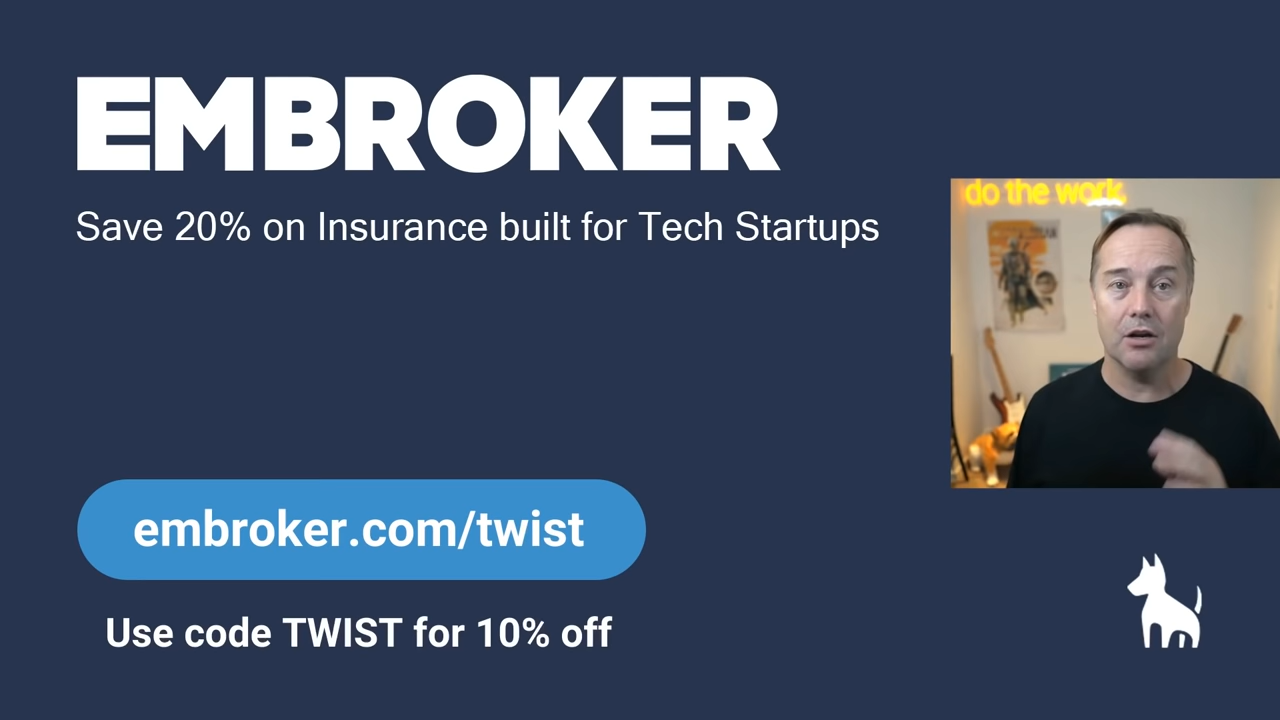 EMBROKER
Save 20% on Insurance built for Tech Startups
do the work.
embroker.com/twist
Use code TWIST for 10% off